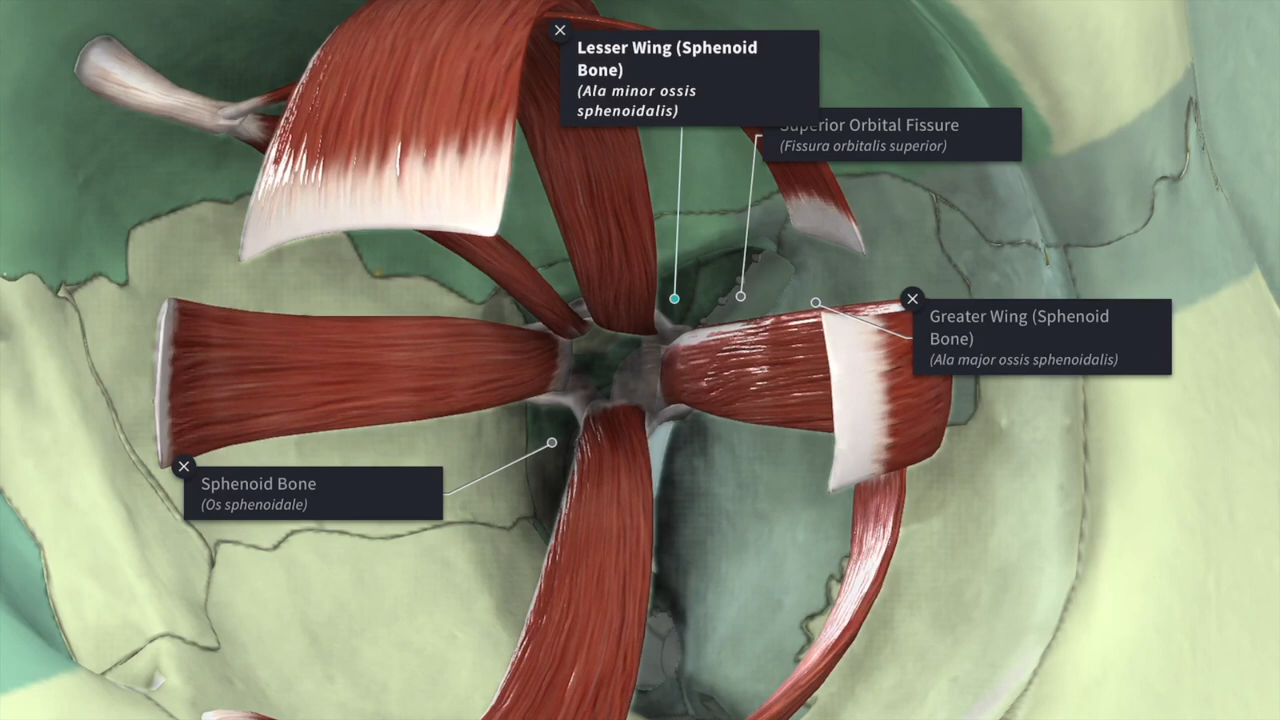 Lesser Wing (Sphenoid
Bone)
(Ala minor ossis
sphenoidalis)
Superior Orbital Fissure
(Fissura orbitalis superior)
Greater Wing (Sphenoid
Bone)
(Ala major ossis sphenoidalis)
Sphenoid Bone
(Os sphenoidale)